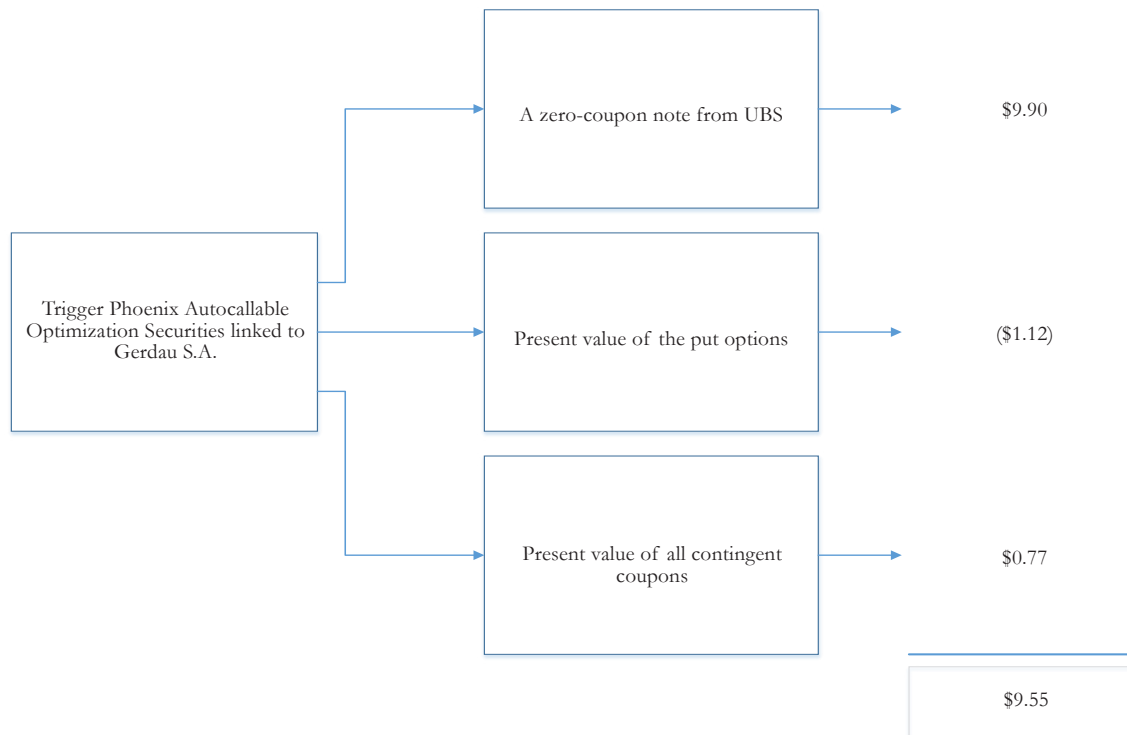 A zero-coupon note from UBS
$9.90
Trigger Phoenix Autocallable
Optimization Securities linked to
Gerdau S.A.
Present value of the put options
($1.12)
Present value of all contingent
coupons
$0.77
$9.55